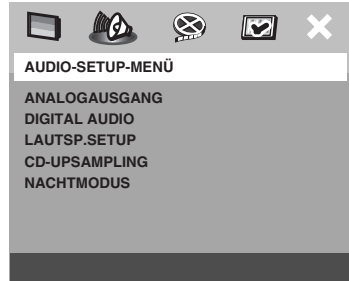 AUDIO-SETUP-MENÜ
ANALOGAUSGANG
DIGITAL AUDIO
LAUTSP.SETUP
CD-UPSAMPLING
NACHTMODUS